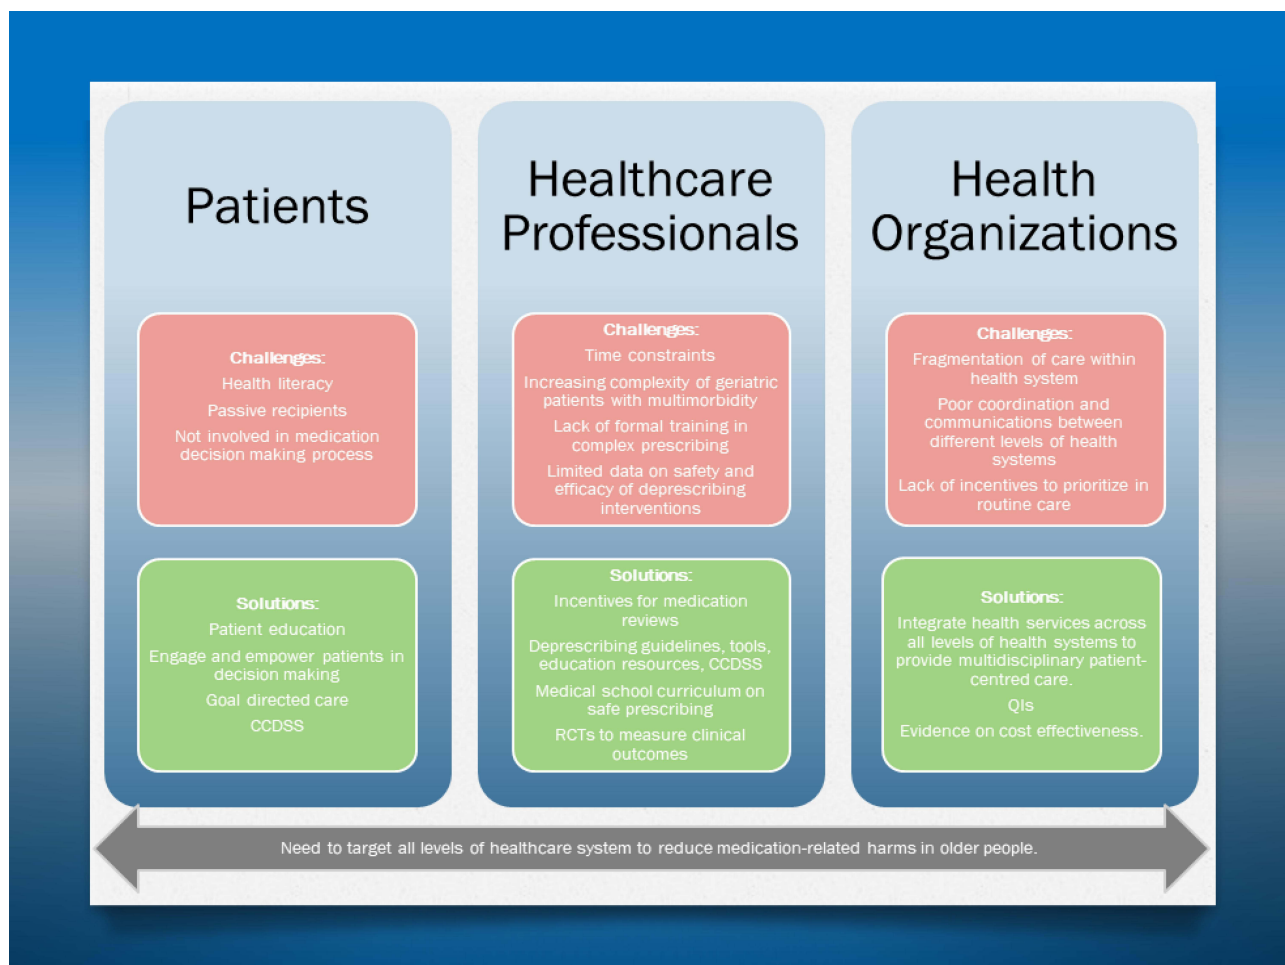 Patients
Challenges:
Health literacy
Passive recipients
Not involved in medication
decision making process
Solutions:
Patient education
Engage and empower patients in
decision making
Goal directed care
CCDSS
Healthcare
Professionals
Challenges:
Time constraints
Increasing complexity of geriatric
patients with multimorbidity
Lack of formal training in
complex prescribing
Limited data on safety and
efficacy of deprescribing
interventions
Solutions:
Incentives for medication
reviews
Deprescribing guidelines, tools,
education resources, CCDSS
Medical school curriculum on
safe prescribing
RCTs to measure clinical
outcomes
Health
Organizations
Challenges:
Fragmentation of care within
health system
Poor coordination and
communications between
different levels of health
systems
Lack of incentives to prioritize in
routine care
Solutions:
Integrate health services across
all levels of health systems to
provide multidisciplinary patient-
centred care.
QIs
Evidence on cost effectiveness.
Need to target all levels of healthcare system to reduce medication-related harms in older people.